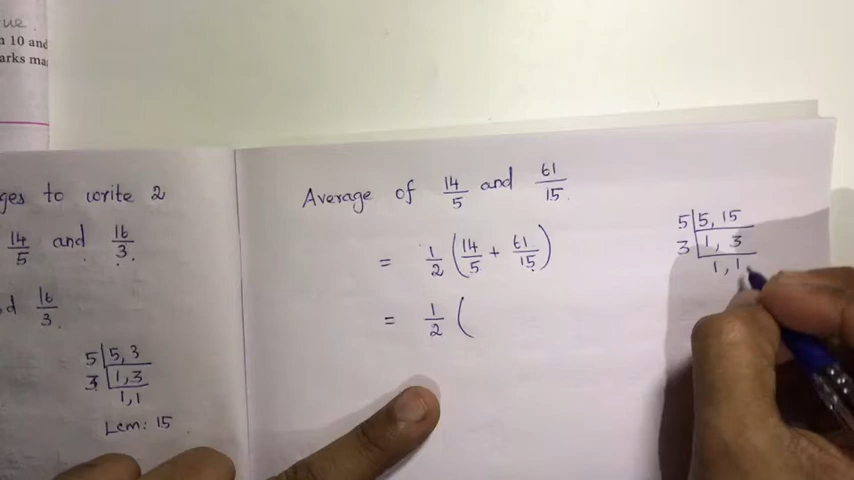 n 10 and
arks ma
ges to write 2
14/5 and 16/3.
16/3.
5 | 5, 3
3 | 1, 3
1, 1
Lcm: 15
Average of 14/5 and 61/15.
= 1/2 (14/5 + 61/15)
= 1/2 (
5 | 5, 15
3 | 1, 3
1, 1